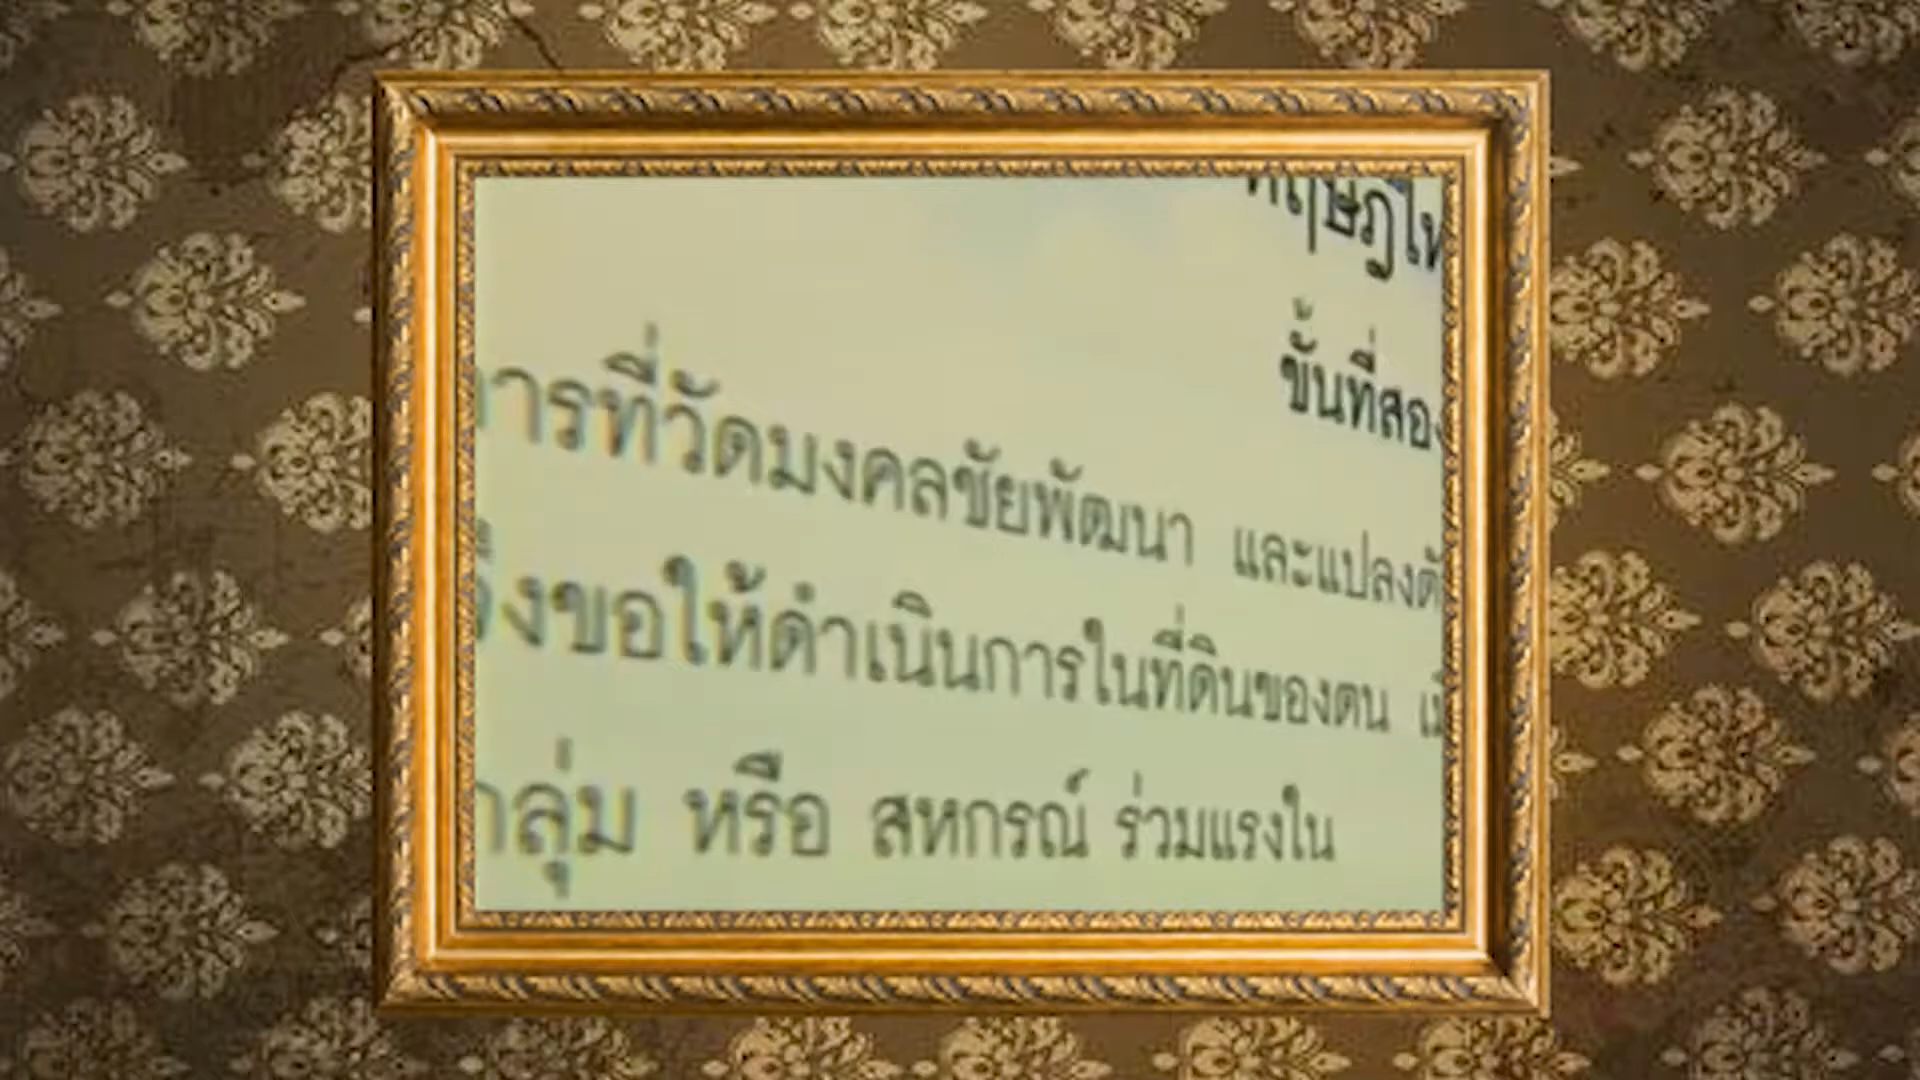 ขั้นที่สอง
การที่วัดมงคลชัยพัฒนา และแปลง
จึงขอให้ดำเนินการในที่ดินของตน
กลุ่ม หรือ สหกรณ์ ร่วมแรงใน